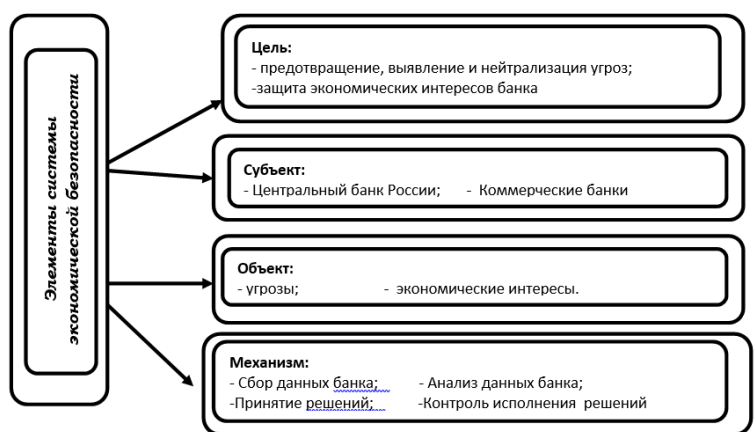 Элементы системы
экономической безопасности
Цель:
- предотвращение, выявление и нейтрализация угроз;
-защита экономических интересов банка
Субъект:
- Центральный банк России; - Коммерческие банки
Объект:
- угрозы; - экономические интересы.
Механизм:
- Сбор данных банка; - Анализ данных банка;
-Принятие решений; -Контроль исполнения решений